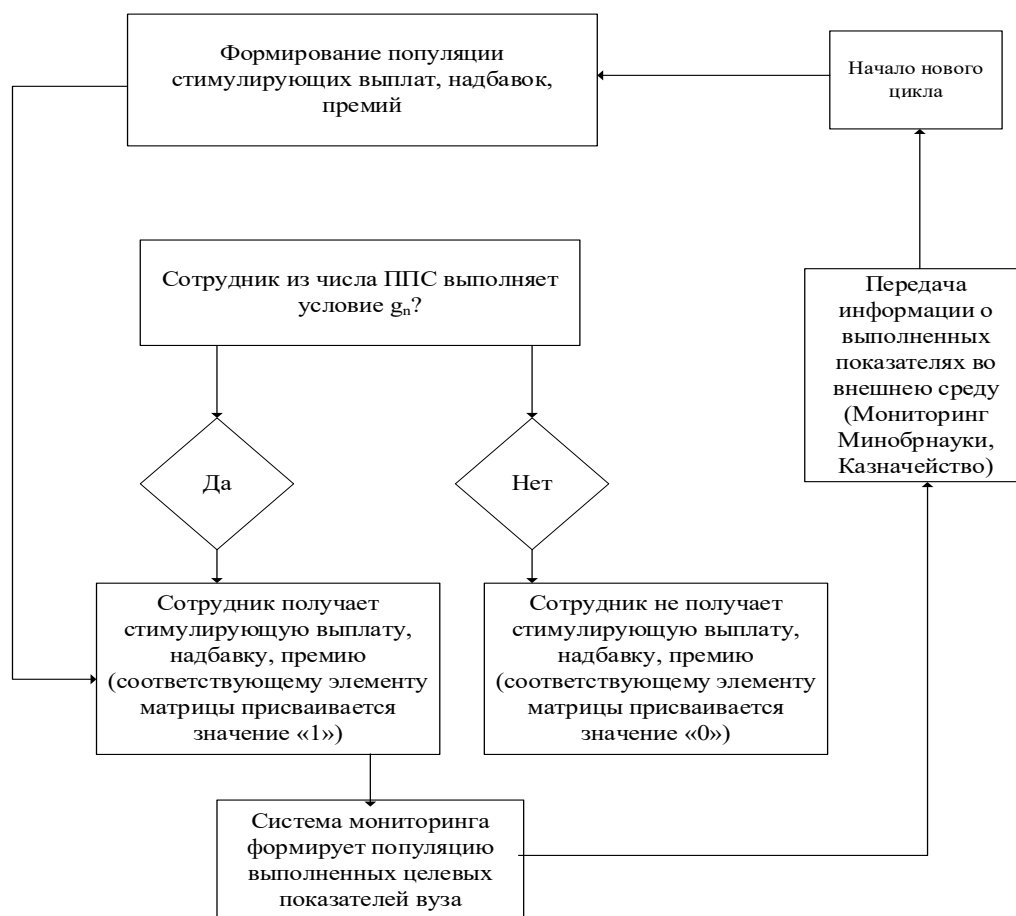 Формирование популяции
стимулирующих выплат, надбавок,
премий
Начало нового
цикла
Сотрудник из числа ППС выполняет
условие gₙ?
Передача
информации о
выполненных
показателях во
внешнею среду
(Мониторинг
Минобрнауки,
Казначейство)
Да
Нет
Сотрудник получает
стимулирующую выплату,
надбавку, премию
(соответствующему элементу
матрицы присваивается
значение «1»)
Сотрудник не получает
стимулирующую выплату,
надбавку, премию
(соответствующему элементу
матрицы присваивается
значение «0»)
Система мониторинга
формирует популяцию
выполненных целевых
показателей вуза